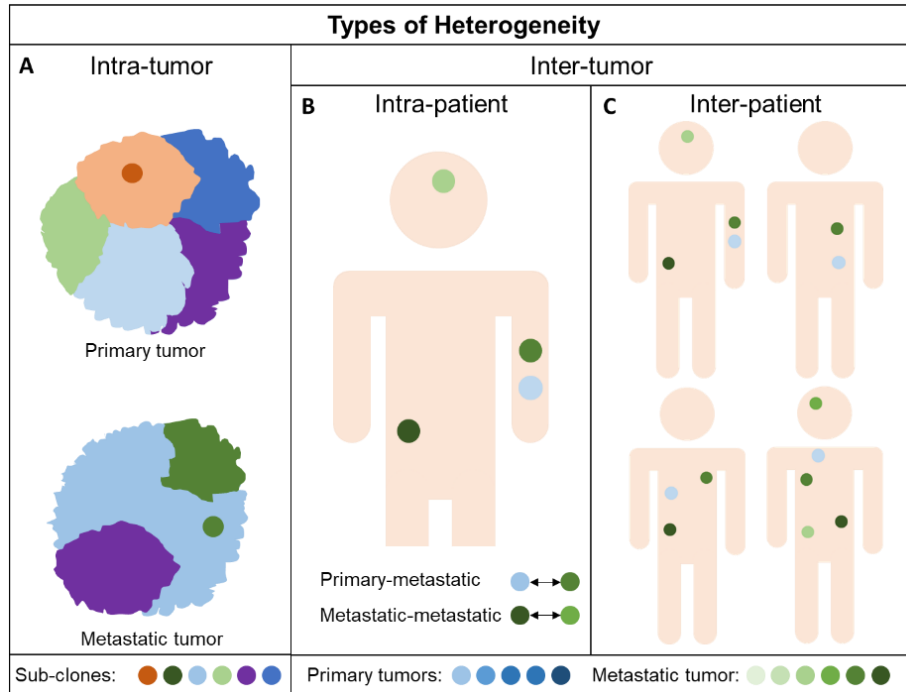 Types of Heterogeneity
A Intra-tumor
Inter-tumor
B Intra-patient
C Inter-patient
Primary tumor
Metastatic tumor
Primary-metastatic
Metastatic-metastatic
Sub-clones:
Primary tumors:
Metastatic tumor: